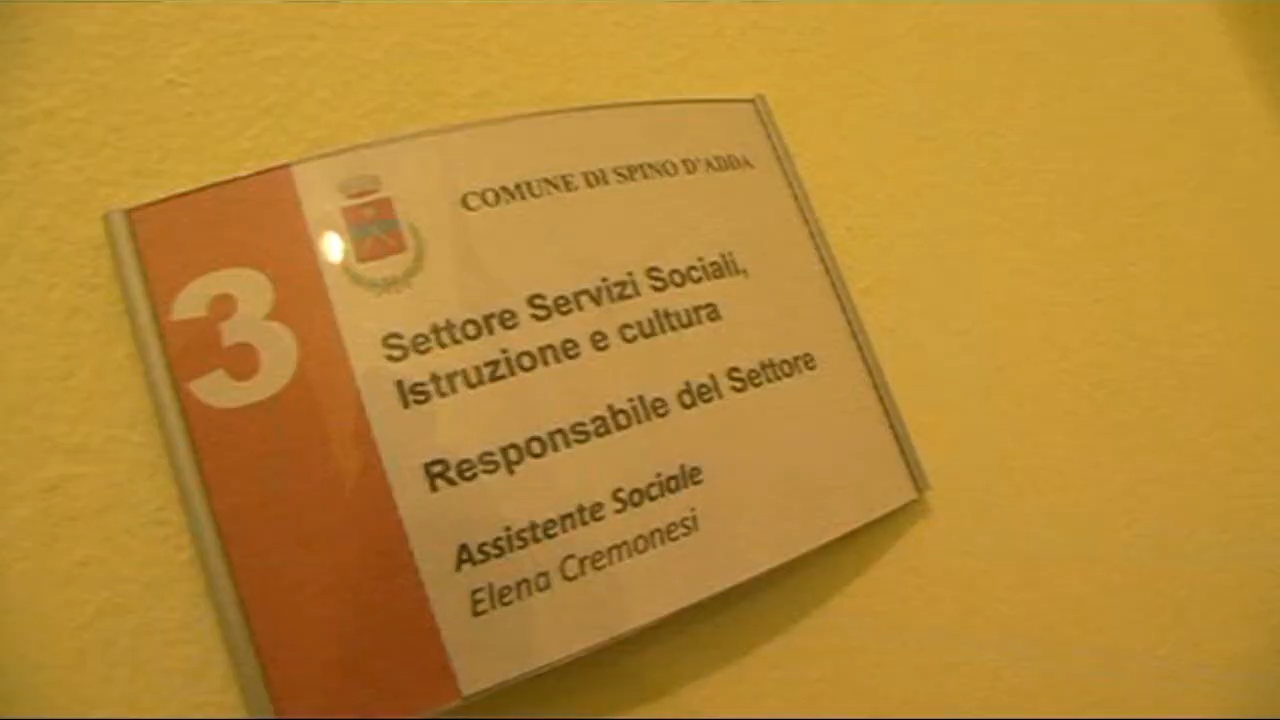 3
COMUNE DI SPINO D'ADDA
Settore Servizi Sociali,
Istruzione e cultura
Responsabile del Settore
Assistente Sociale
Elena Cremonesi